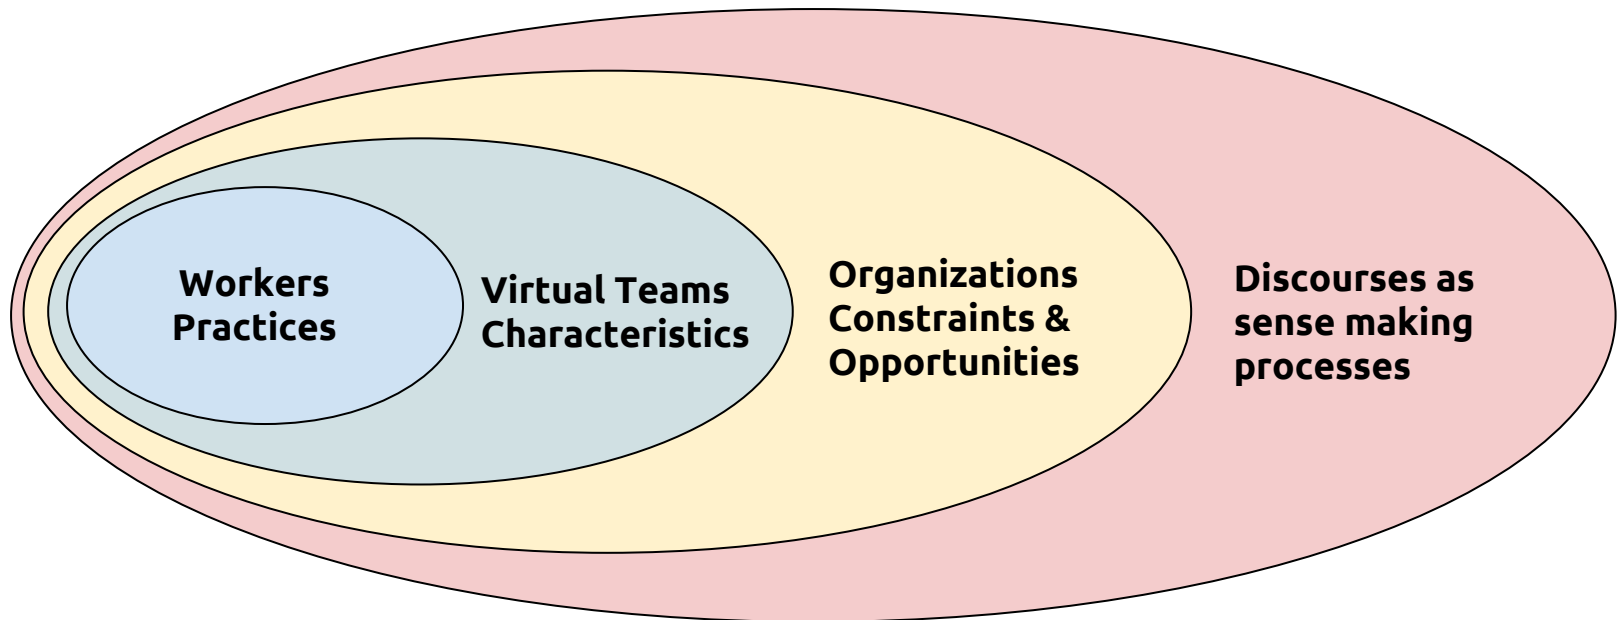 Workers
Practices
Virtual Teams
Characteristics
Organizations
Constraints &
Opportunities
Discourses as
sense making
processes